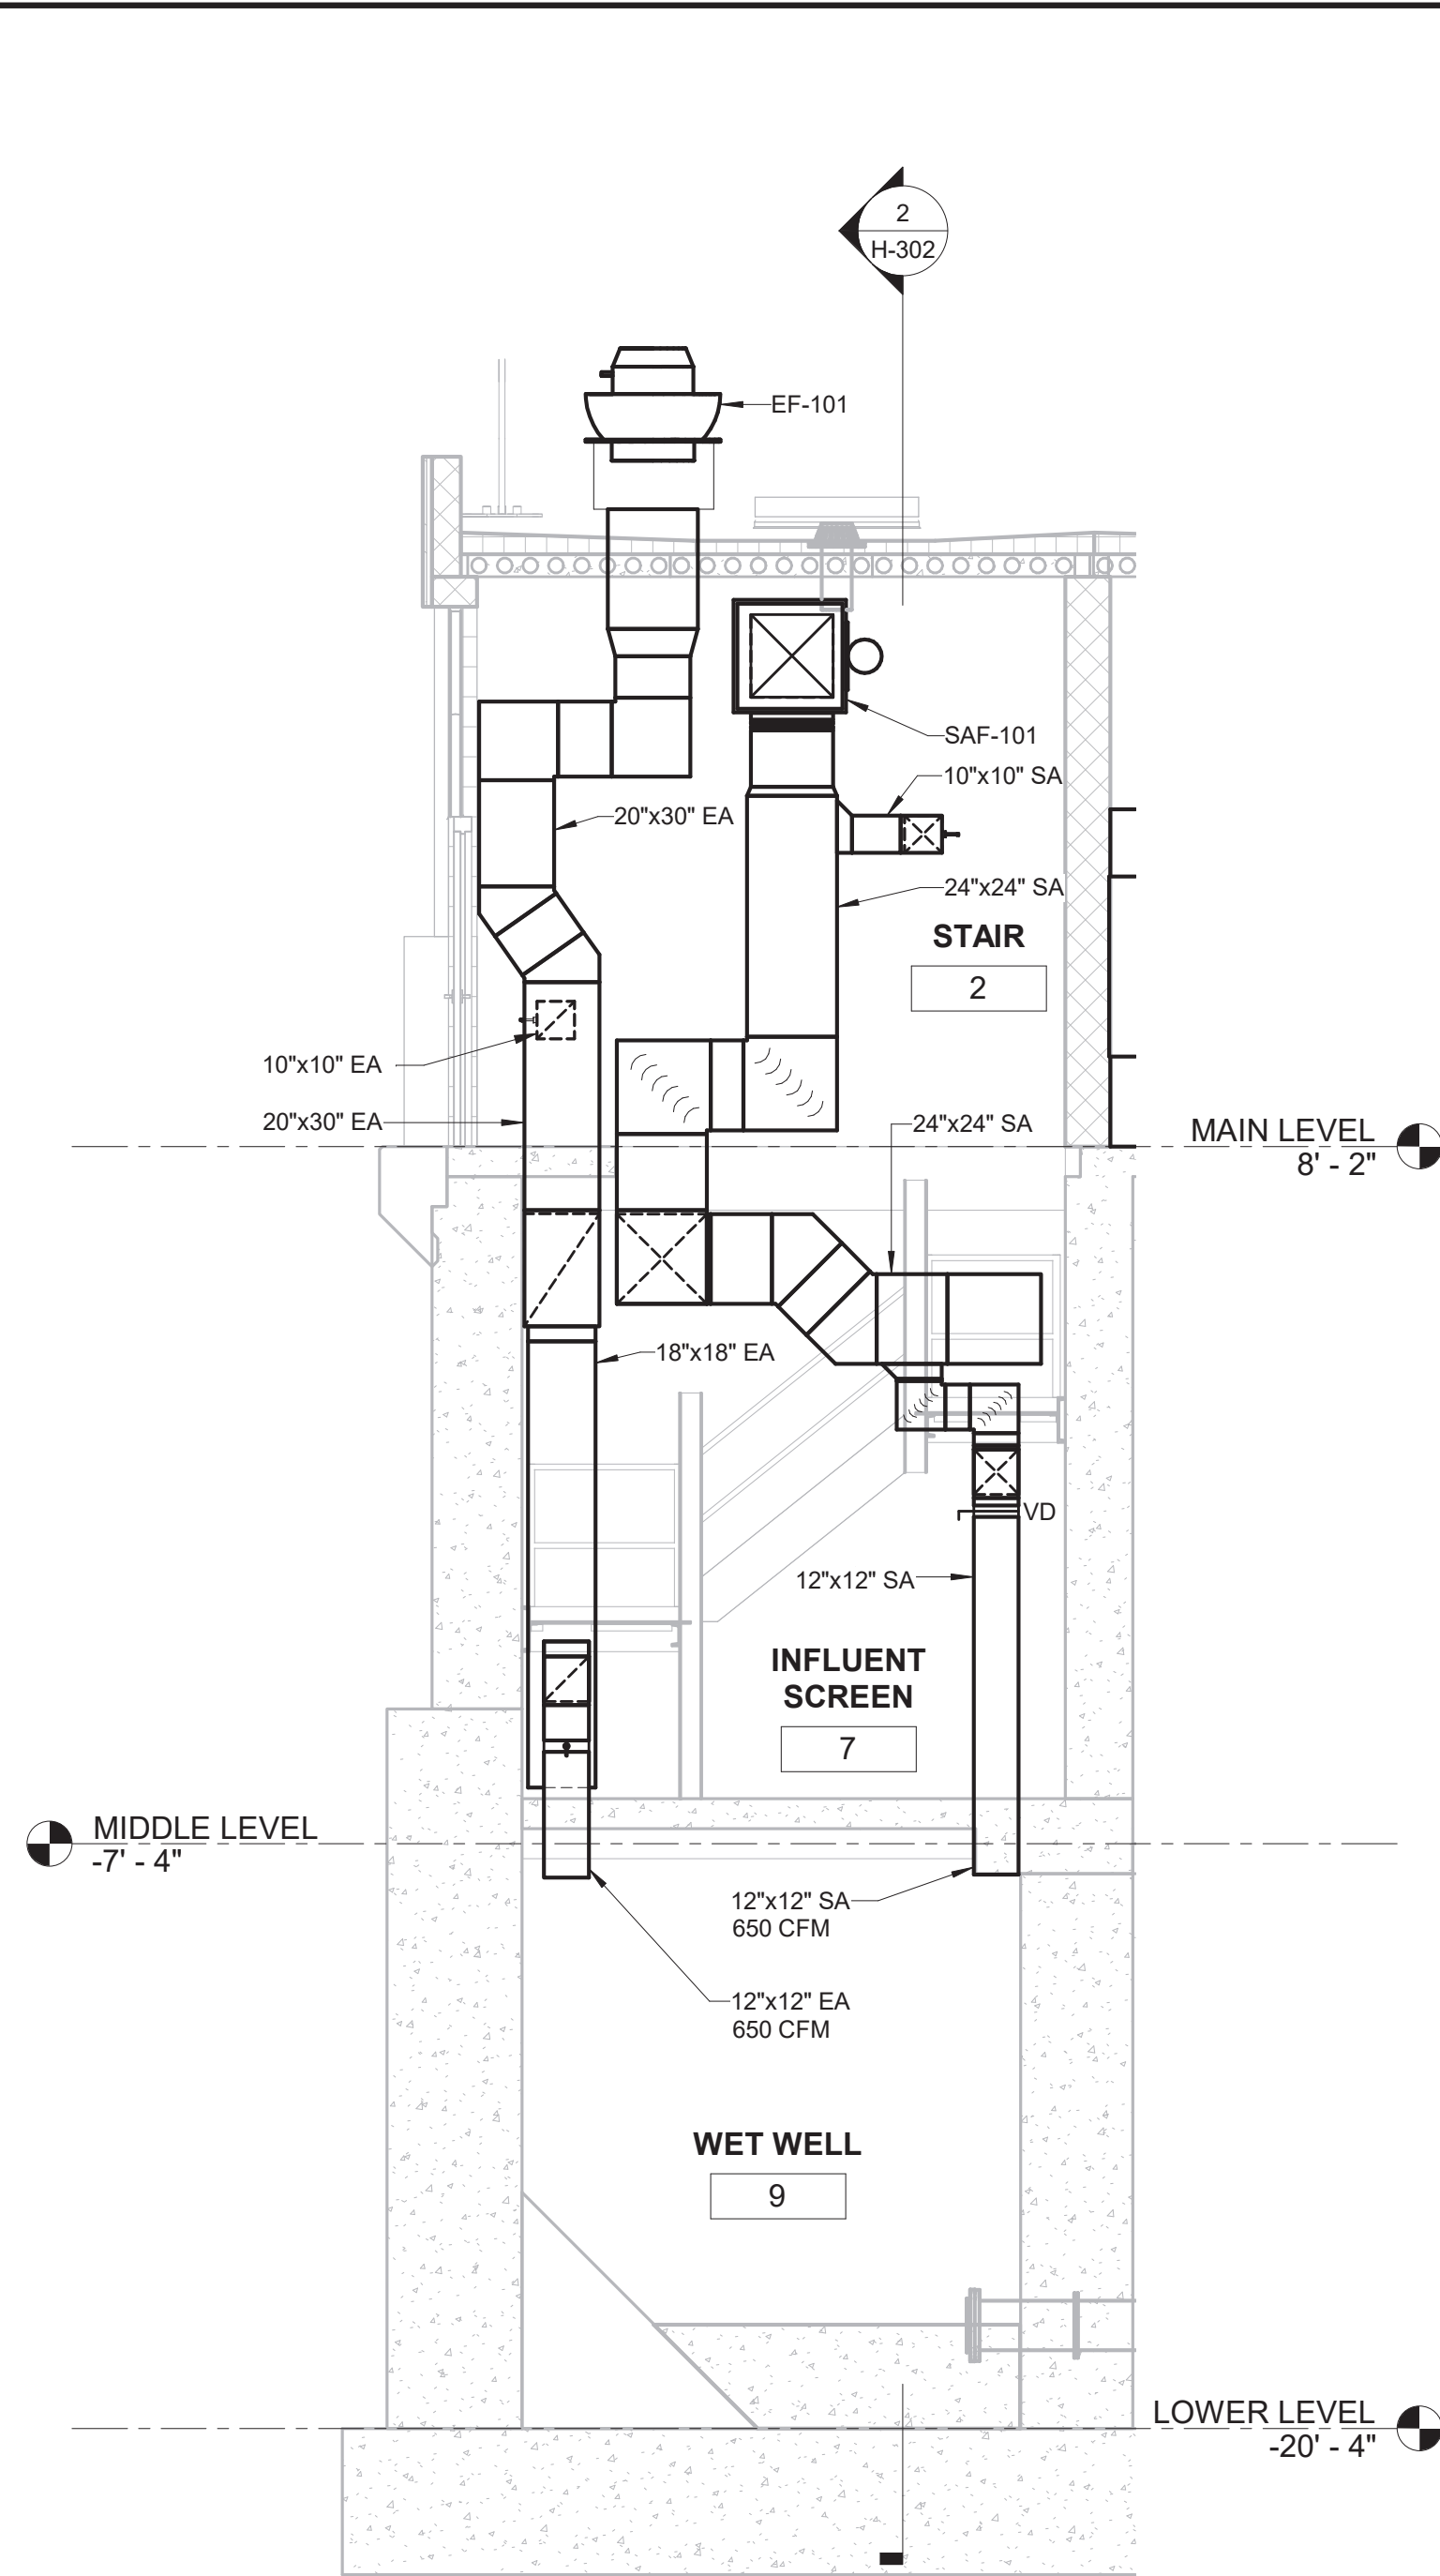 2
H-302
EF-101
SAF-101
10"x10" SA
20"x30" EA
24"x24" SA
STAIR
2
10"x10" EA
20"x30" EA
24"x24" SA
MAIN LEVEL
8' - 2"
18"x18" EA
VD
12"x12" SA
INFLUENT
SCREEN
7
MIDDLE LEVEL
-7' - 4"
12"x12" SA
650 CFM
12"x12" EA
650 CFM
WET WELL
9
LOWER LEVEL
-20' - 4"